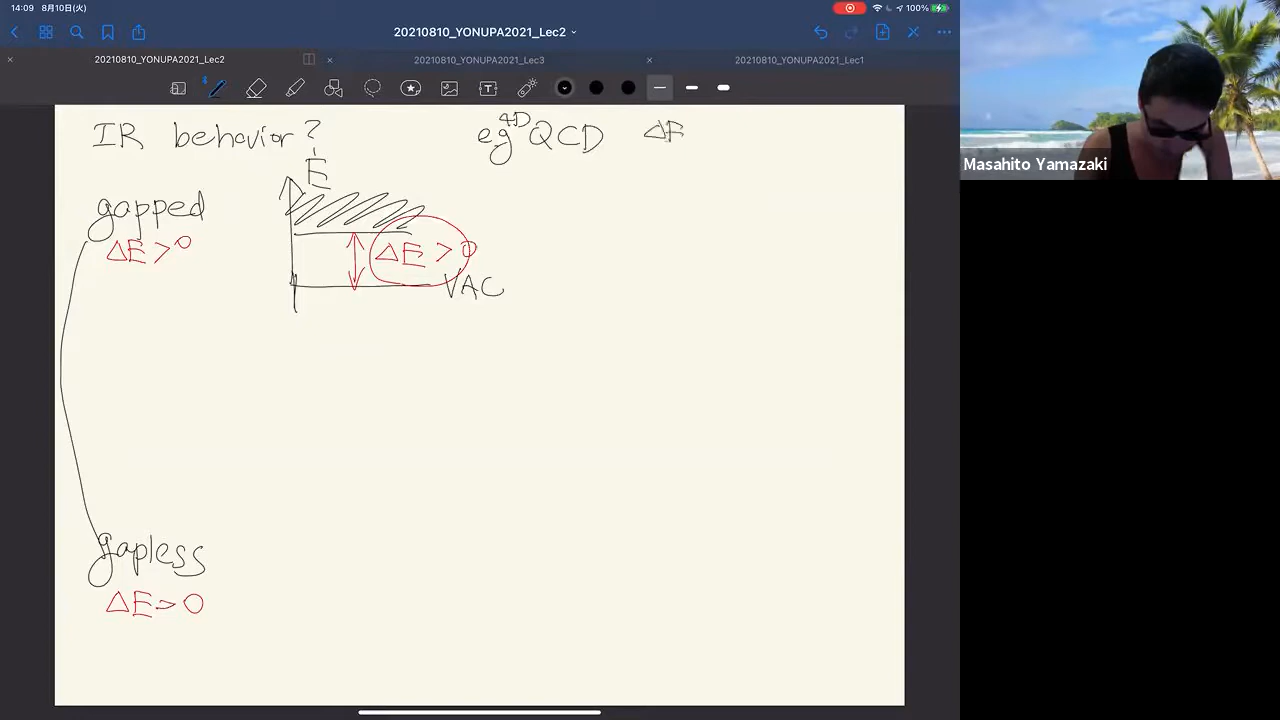 14:09 8月10日(火)
100%
20210810_YONUPA2021_Lec2
20210810_YONUPA2021_Lec2
20210810_YONUPA2021_Lec3
20210810_YONUPA2021_Lec1
IR behavior?
eg 4D QCD ΔE
E
gapped
ΔE > 0
ΔE > 0
VAC
gapless
ΔE = 0
Masahito Yamazaki